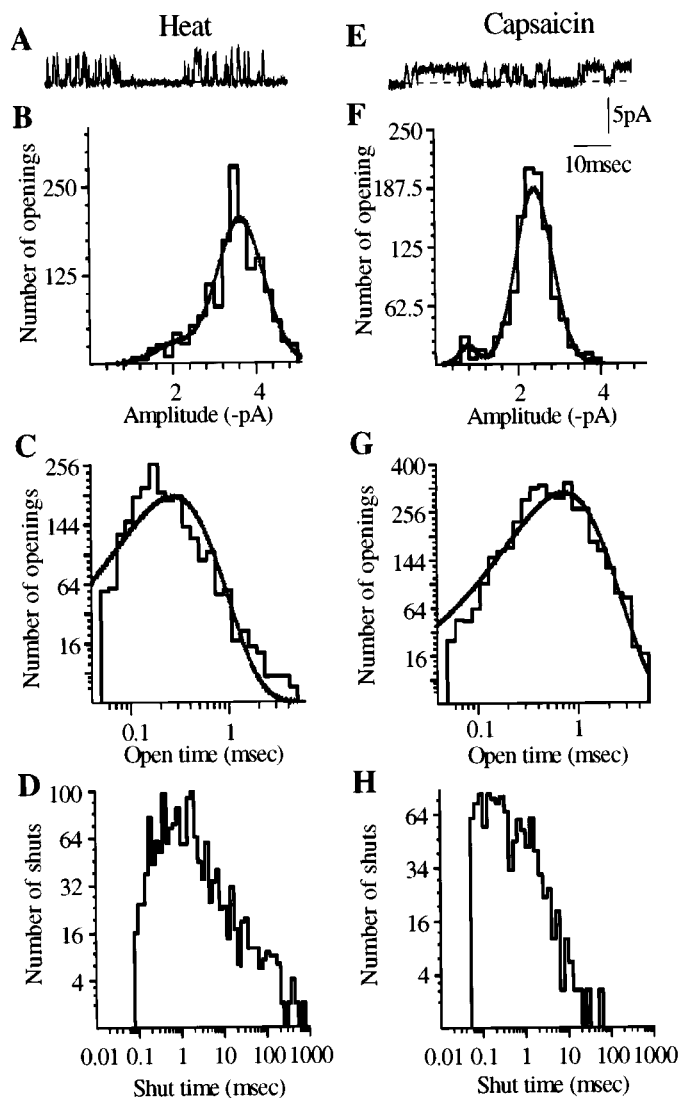 A
Heat
E
Capsaicin
B
Number of openings
250
125
2
4
Amplitude (-pA)
F
5pA
10msec
Number of opening
250
187.5
125
62.5
2
4
Amplitude (-pA)
C
Number of openings
256
144
64
16
0.1
1
Open time (msec)
G
Number of openings
400
256
144
64
16
0.1
1
Open time (msec)
D
Number of shuts
100
64
32
16
4
0.01 0.1 1 10 100 1000
Shut time (msec)
H
Number of shuts
64
34
16
4
0.01 0.1 1 10 100 1000
Shut time (msec)